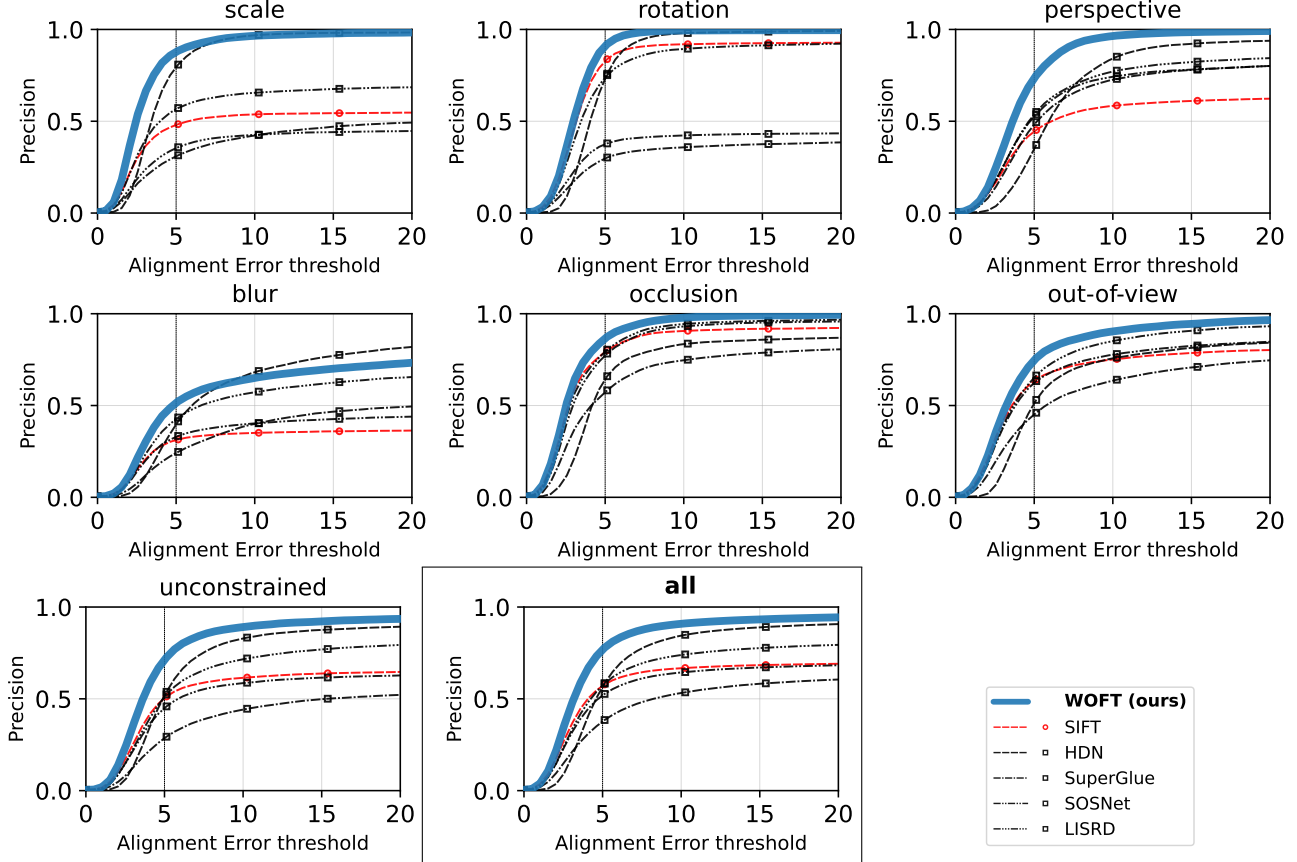 scale
rotation
perspective
1.0
0.5
0.0
Precision
0 5 10 15 20
Alignment Error threshold
1.0
0.5
0.0
Precision
0 5 10 15 20
Alignment Error threshold
1.0
0.5
0.0
Precision
0 5 10 15 20
Alignment Error threshold
blur
occlusion
out-of-view
1.0
0.5
0.0
Precision
0 5 10 15 20
Alignment Error threshold
1.0
0.5
0.0
Precision
0 5 10 15 20
Alignment Error threshold
1.0
0.5
0.0
Precision
0 5 10 15 20
Alignment Error threshold
unconstrained
all
1.0
0.5
0.0
Precision
0 5 10 15 20
Alignment Error threshold
1.0
0.5
0.0
Precision
0 5 10 15 20
Alignment Error threshold
WOFT (ours)
SIFT
HDN
SuperGlue
SOSNet
LISRD